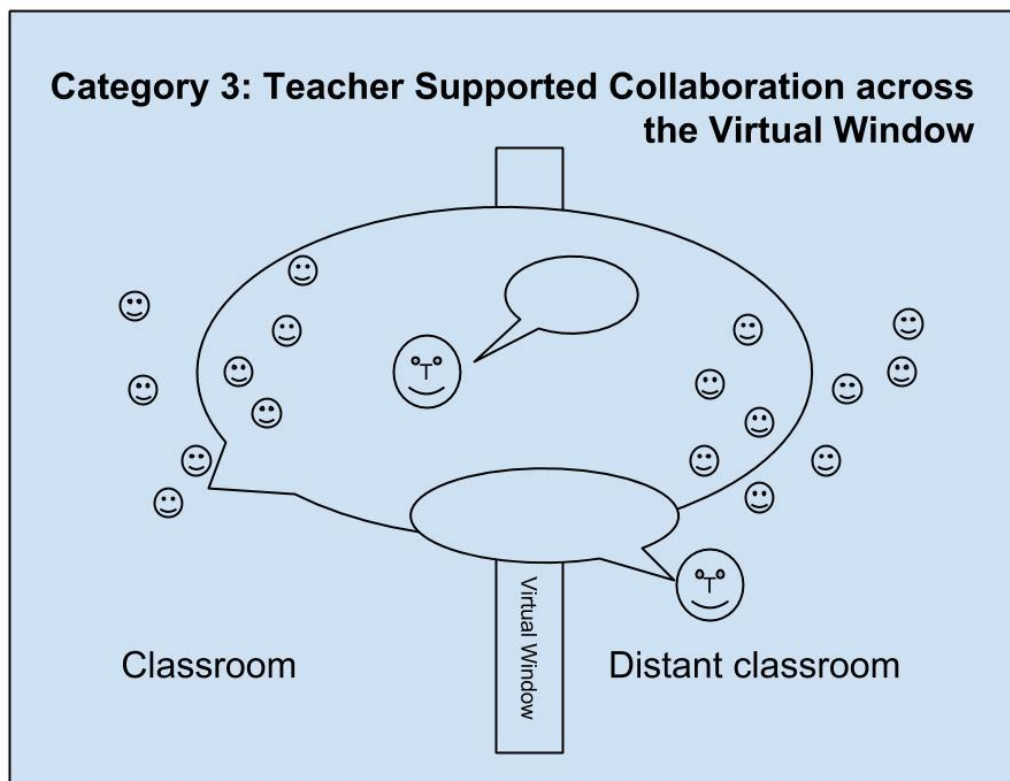 Category 3: Teacher Supported Collaboration across
the Virtual Window
T
T
Virtual Window
Classroom
Distant classroom